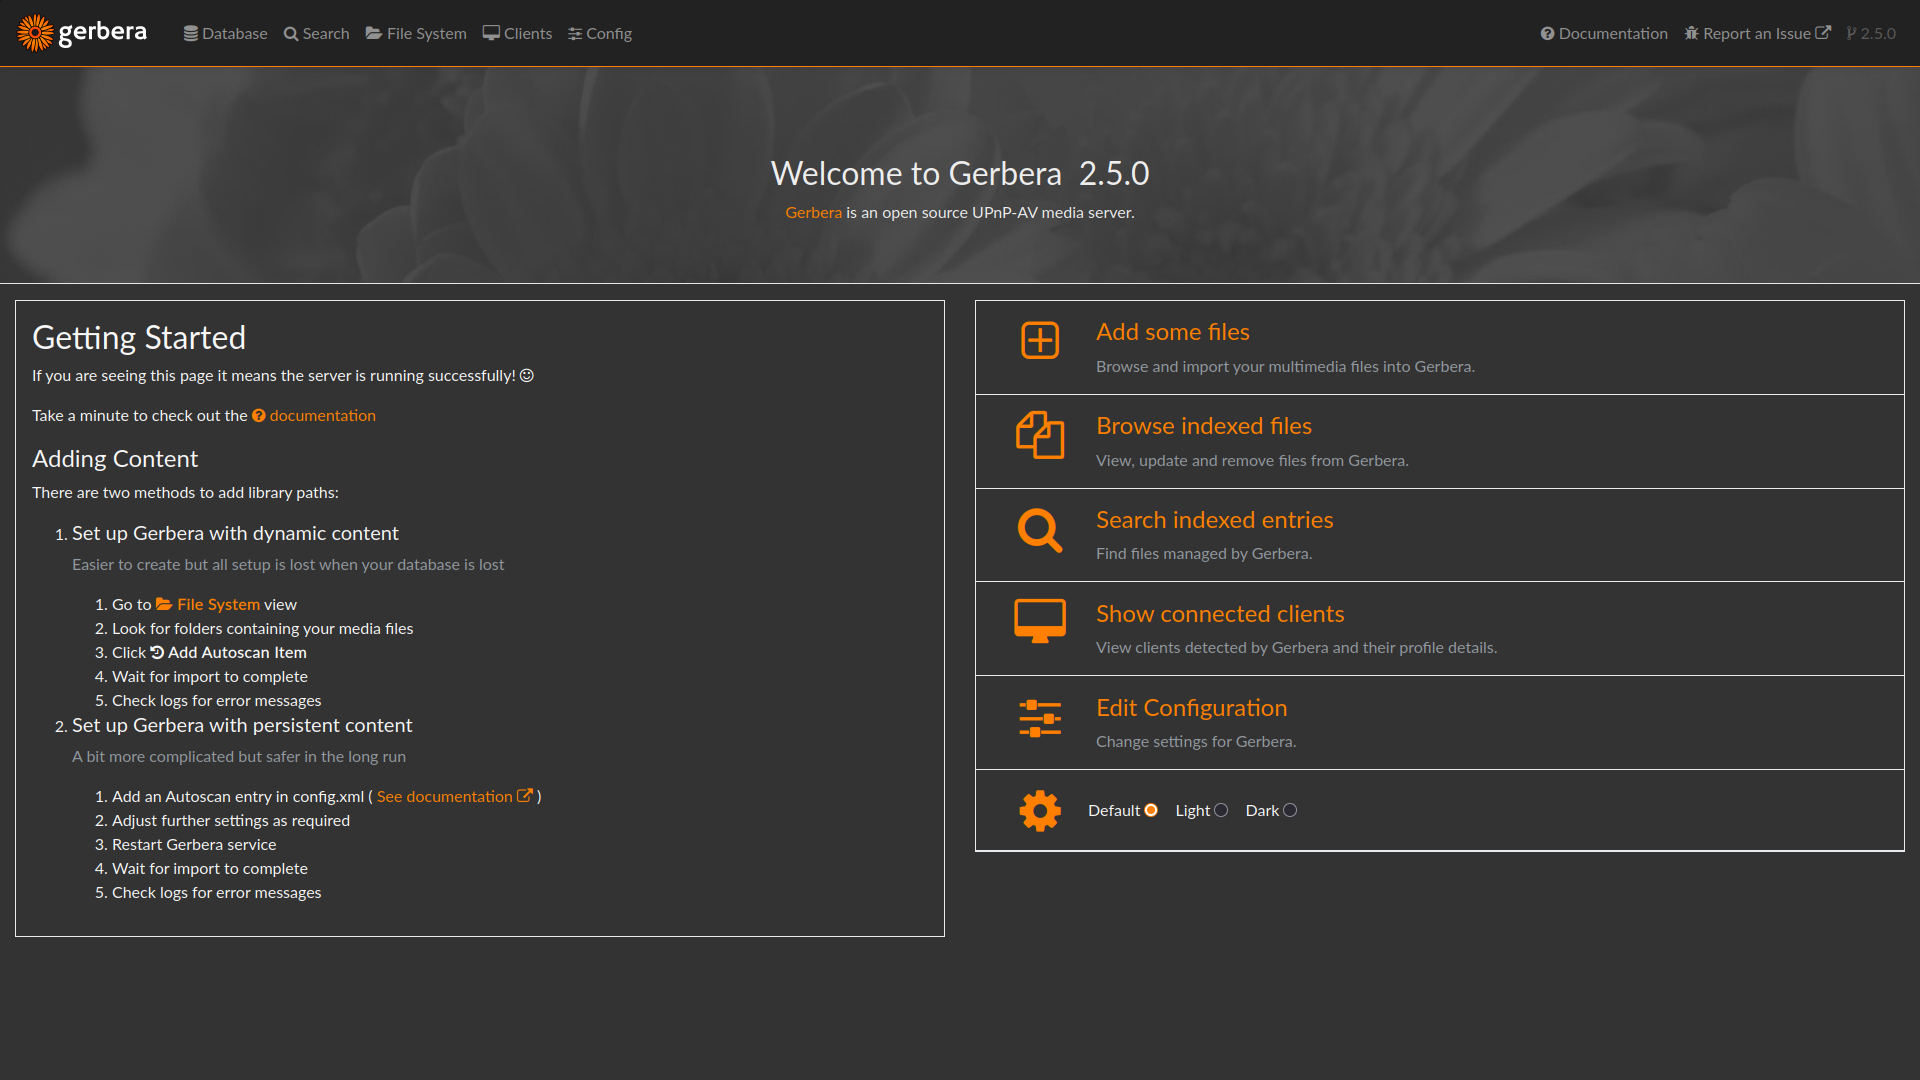 gerbera Database Search File System Clients Config Documentation Report an Issue 2.5.0
Welcome to Gerbera 2.5.0
Gerbera is an open source UPnP-AV media server.
Getting Started
If you are seeing this page it means the server is running successfully!
Take a minute to check out the documentation
Adding Content
There are two methods to add library paths:
1. Set up Gerbera with dynamic content
Easier to create but all setup is lost when your database is lost
1. Go to File System view
2. Look for folders containing your media files
3. Click Add Autoscan Item
4. Wait for import to complete
5. Check logs for error messages
2. Set up Gerbera with persistent content
A bit more complicated but safer in the long run
1. Add an Autoscan entry in config.xml ( See documentation )
2. Adjust further settings as required
3. Restart Gerbera service
4. Wait for import to complete
5. Check logs for error messages
Add some files
Browse and import your multimedia files into Gerbera.
Browse indexed files
View, update and remove files from Gerbera.
Search indexed entries
Find files managed by Gerbera.
Show connected clients
View clients detected by Gerbera and their profile details.
Edit Configuration
Change settings for Gerbera.
Default Light Dark